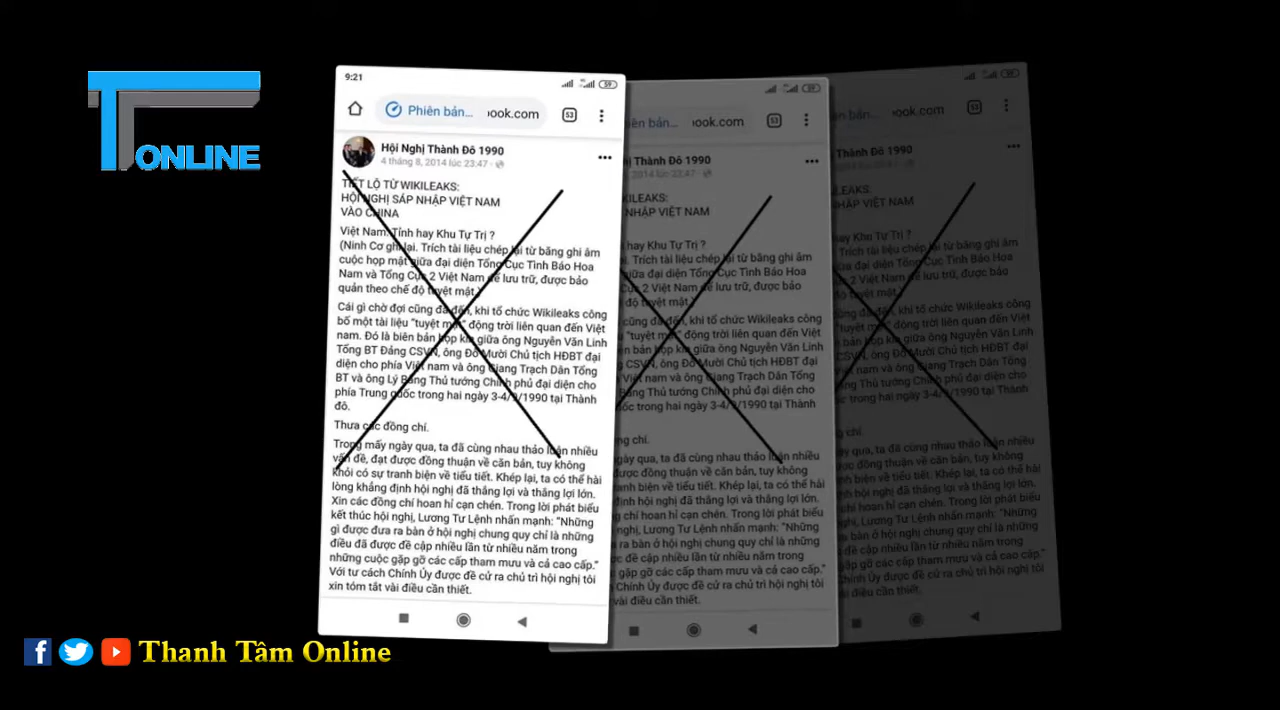 T ONLINE
9:21
59
Phiên bản... ook.com
53
Hội Nghị Thành Đô 1990
4 tháng 8, 2014 lúc 23:47
TIẾT LỘ TỪ WIKILEAKS:
HỘI NGHỊ SÁP NHẬP VIỆT NAM
VÀO CHINA
Việt Nam: Tỉnh hay Khu Tự Trị ?
(Ninh Cơ ghi lại. Trích tài liệu chép lại từ băng ghi âm
cuộc họp mật giữa đại diện Tổng Cục Tình Báo Hoa
Nam và Tổng Cục 2 Việt Nam để lưu trữ, được bảo
quản theo chế độ tuyệt mật.)
Cái gì chờ đợi cũng đã đến, khi tổ chức Wikileaks công
bố một tài liệu "tuyệt mật" động trời liên quan đến Việt
nam. Đó là biên bản họp kín giữa ông Nguyễn Văn Linh
Tổng BT Đảng CSVN, ông Đỗ Mười Chủ tịch HĐBT đại
diện cho phía Việt nam và ông Giang Trạch Dân Tổng
BT và ông Lý Bằng Thủ tướng Chính phủ đại diện cho
phía Trung quốc trong hai ngày 3-4/9/1990 tại Thành
đô.
Thưa các đồng chí.
Trong mấy ngày qua, ta đã cùng nhau thảo luận nhiều
vấn đề, đạt được đồng thuận về căn bản, tuy không
khỏi có sự tranh biện về tiểu tiết. Khép lại, ta có thể hài
lòng khẳng định hội nghị đã thắng lợi và thắng lợi lớn.
Xin các đồng chí hoan hỉ cạn chén. Trong lời phát biểu
kết thúc hội nghị, Lương Tư Lệnh nhấn mạnh: "Những
gì được đưa ra bàn ở hội nghị chung quy chỉ là những
điều đã được đề cập nhiều lần từ nhiều năm trong
những cuộc gặp gỡ các cấp tham mưu và cả cao cấp."
Với tư cách Chính Ủy được đề cử ra chủ trì hội nghị tôi
xin tóm tắt vài điều cần thiết.
Thanh Tâm Online